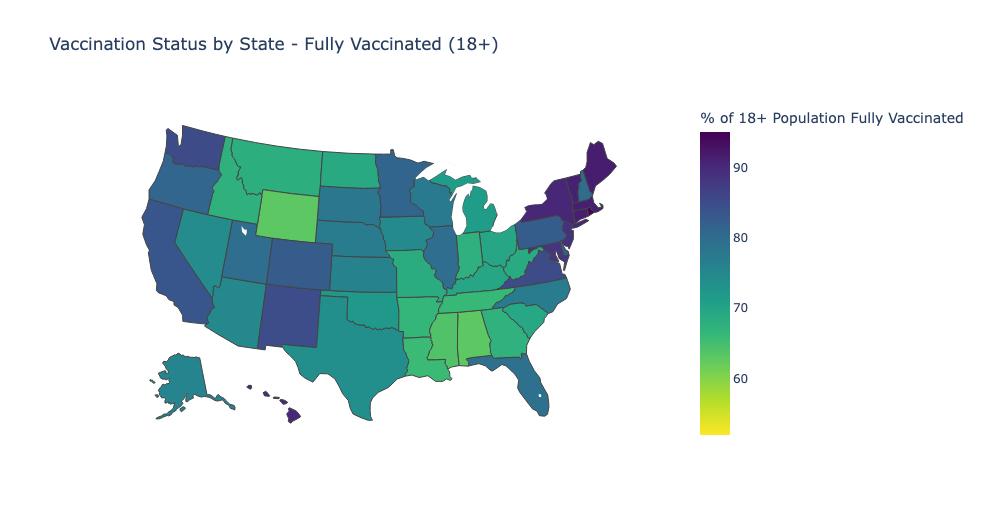 Vaccination Status by State - Fully Vaccinated (18+)
% of 18+ Population Fully Vaccinated
90
80
70
60